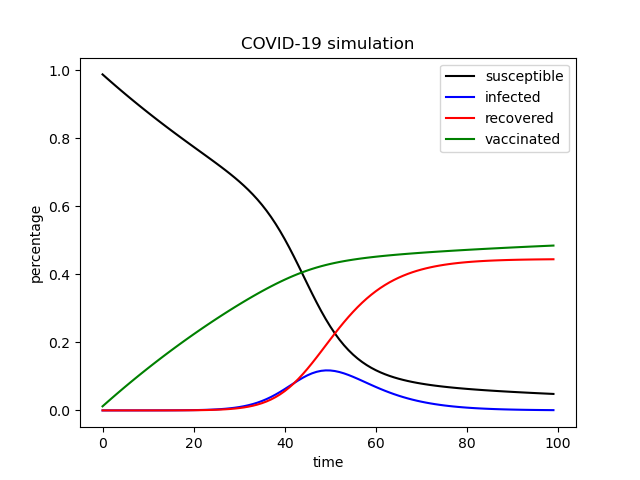 COVID-19 simulation
susceptible
infected
recovered
vaccinated
percentage
1.0
0.8
0.6
0.4
0.2
0.0
0 20 40 60 80 100
time